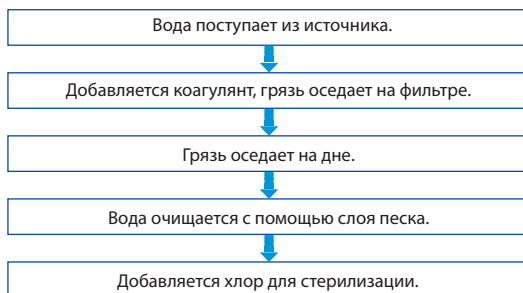 Вода поступает из источника.
Добавляется коагулянт, грязь оседает на фильтре.
Грязь оседает на дне.
Вода очищается с помощью слоя песка.
Добавляется хлор для стерилизации.